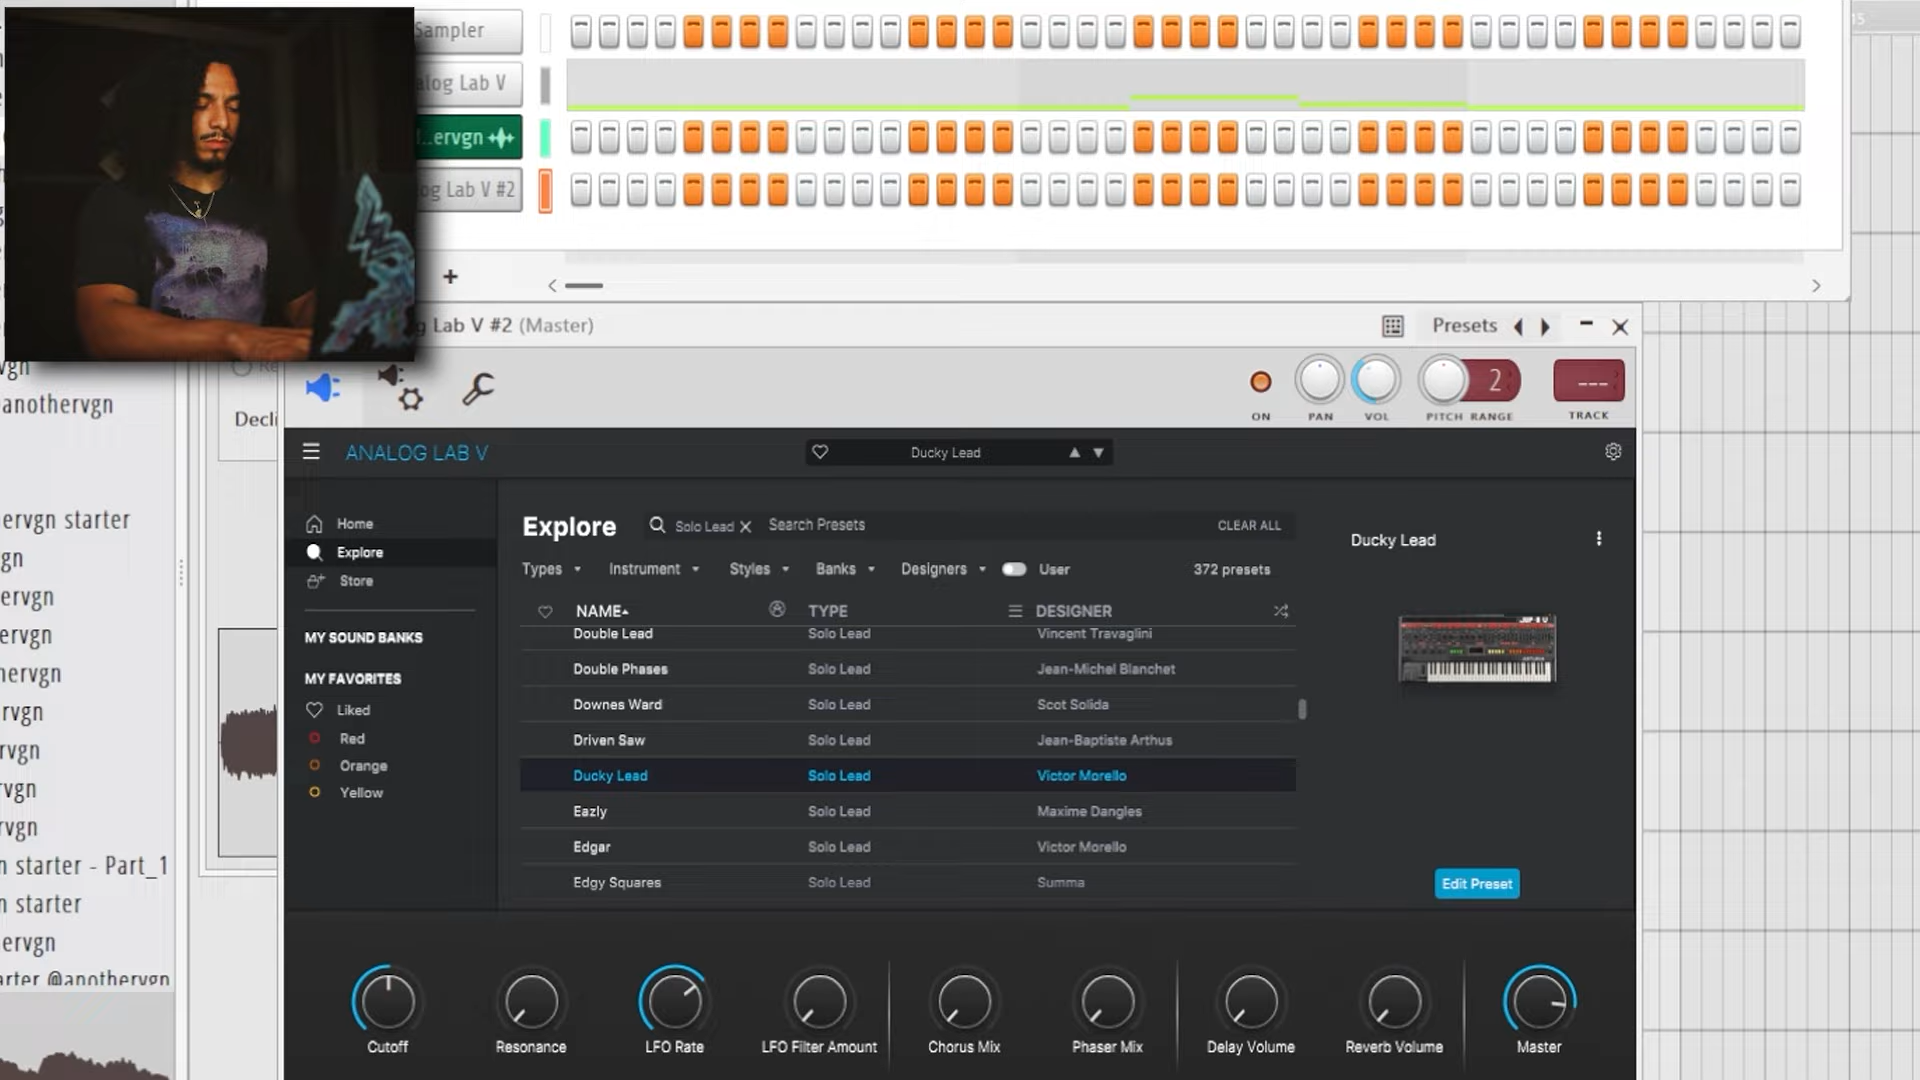 Sampler
alog Lab V
ervgn
og Lab V #2
+
g Lab V #2 (Master)
Presets
2
---
ON
PAN
VOL
PITCH
RANGE
TRACK
anothervgn
Decli
ervgn starter
gn
ervgn
ervgn
hervgn
rvgn
rvgn
rvgn
rvgn
n starter - Part_1
n starter
ervgn
arter @anothervgn
ANALOG LAB V
Ducky Lead
Home
Explore
Store
MY SOUND BANKS
MY FAVORITES
Liked
Red
Orange
Yellow
Explore
Solo Lead
Search Presets
CLEAR ALL
Types
Instrument
Styles
Banks
Designers
User
372 presets
NAME
TYPE
DESIGNER
Double Lead Solo Lead Vincent Travaglini
Double Phases Solo Lead Jean-Michel Blanchet
Downes Ward Solo Lead Scot Solida
Driven Saw Solo Lead Jean-Baptiste Arthus
Ducky Lead Solo Lead Victor Morello
Eazly Solo Lead Maxime Dangles
Edgar Solo Lead Victor Morello
Edgy Squares Solo Lead Summa
Ducky Lead
Edit Preset
Cutoff
Resonance
LFO Rate
LFO Filter Amount
Chorus Mix
Phaser Mix
Delay Volume
Reverb Volume
Master